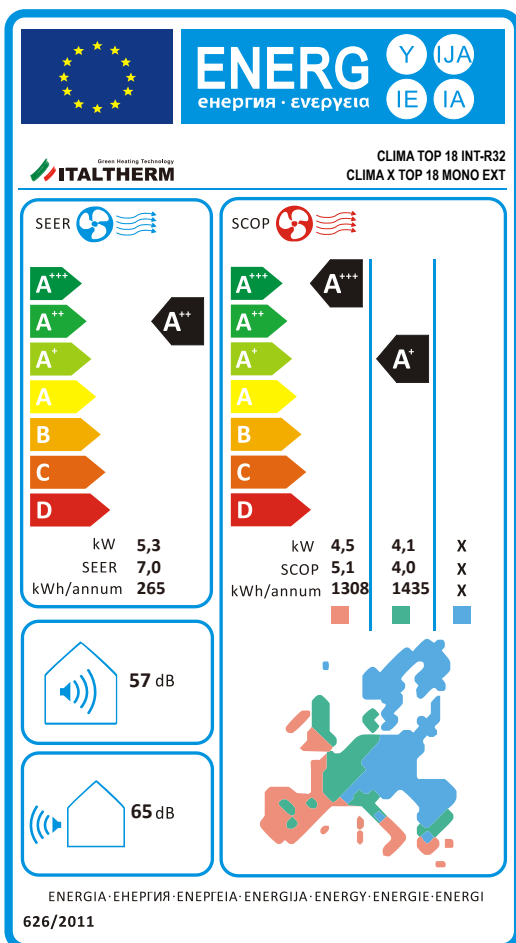 ENERG
енергия · ενεργεια
Y IJA
IE IA
Green Heating Technology
ITALTHERM
CLIMA TOP 18 INT-R32
CLIMA X TOP 18 MONO EXT
SEER
A+++
A++
A+
A
B
C
D
A++
kW 5,3
SEER 7,0
kWh/annum 265
SCOP
A+++
A++
A+
A
B
C
D
A+++
A+
kW 4,5 4,1 X
SCOP 5,1 4,0 X
kWh/annum 1308 1435 X
57 dB
65 dB
ENERGIA·ЕНЕРГИЯ·ΕΝΕΡΓΕΙΑ·ENERGIJA·ENERGY·ENERGIE·ENERGI
626/2011